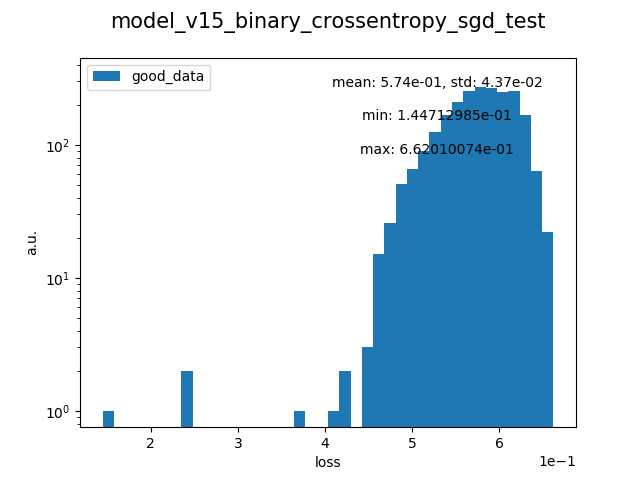 model_v15_binary_crossentropy_sgd_test
good_data
mean: 5.74e-01, std: 4.37e-02
min: 1.44712985e-01
max: 6.62010074e-01
a.u.
10²
10¹
10⁰
2 3 4 5 6
1e−1
loss